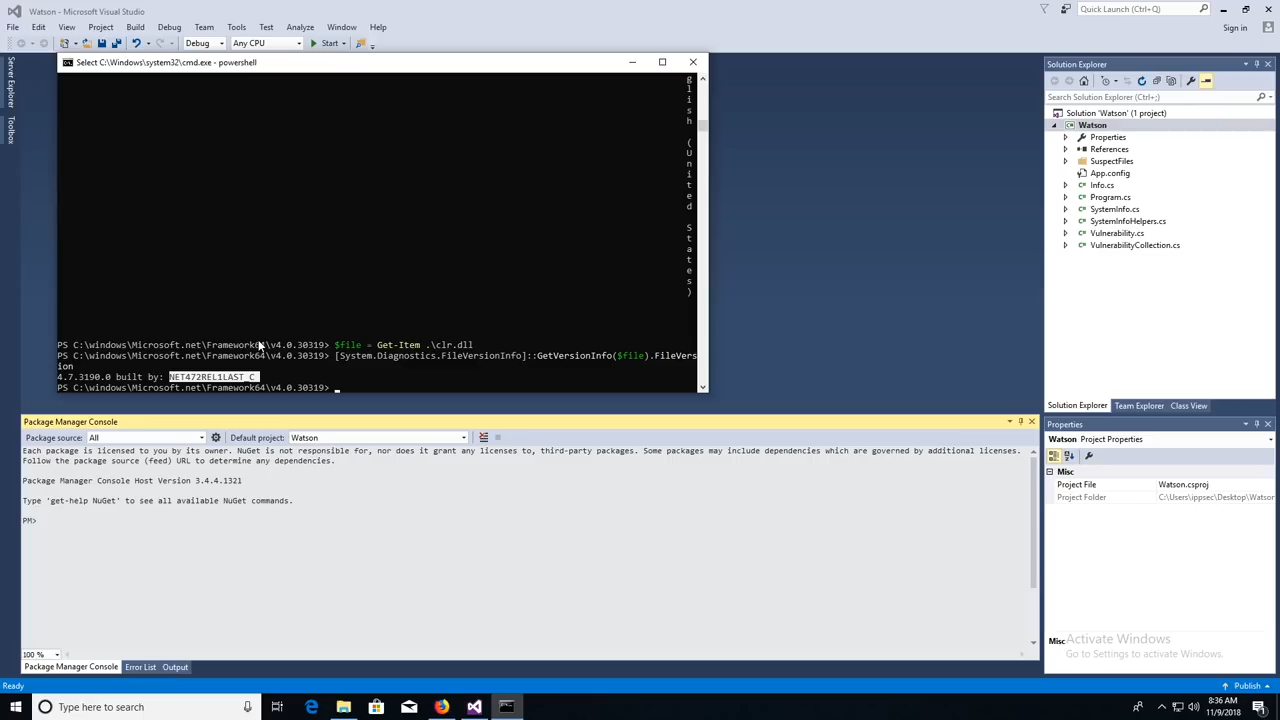 Watson - Microsoft Visual Studio
Quick Launch (Ctrl+;)
File Edit View Project Build Debug Team Tools Test Analyze Window Help
Sign in
Debug Any CPU Start
Server Explorer
Toolbox
Select C:\Windows\system32\cmd.exe - powershell
g
l
i
s
h
(
U
n
i
t
e
d
S
t
a
t
e
s
)
PS C:\windows\Microsoft.net\Framework64\v4.0.30319> $file = Get-Item .\clr.dll
PS C:\windows\Microsoft.net\Framework64\v4.0.30319> [System.Diagnostics.FileVersionInfo]::GetVersionInfo($file).FileVers
ion
4.7.3190.0 built by: NET472REL1LAST_C
PS C:\windows\Microsoft.net\Framework64\v4.0.30319>
Solution Explorer
Search Solution Explorer (Ctrl+;)
Solution 'Watson' (1 project)
Watson
Properties
References
SuspectFiles
App.config
Info.cs
Program.cs
SystemInfo.cs
SystemInfoHelpers.cs
Vulnerability.cs
VulnerabilityCollection.cs
Solution Explorer Team Explorer Class View
Package Manager Console
Package source: All Default project: Watson
Each package is licensed to you by its owner. NuGet is not responsible for, nor does it grant any licenses to, third-party packages. Some packages may include dependencies which are governed by additional licenses.
Follow the package source (feed) URL to determine any dependencies.
Package Manager Console Host Version 3.4.4.1321
Type 'get-help NuGet' to see all available NuGet commands.
PM>
100 %
Package Manager Console Error List Output
Properties
Watson Project Properties
Misc
Project File Watson.csproj
Project Folder C:\Users\ippsec\Desktop\Watson
Misc
Activate Windows
Go to Settings to activate Windows.
Ready
Publish
Type here to search
8:36 AM
11/9/2018
1